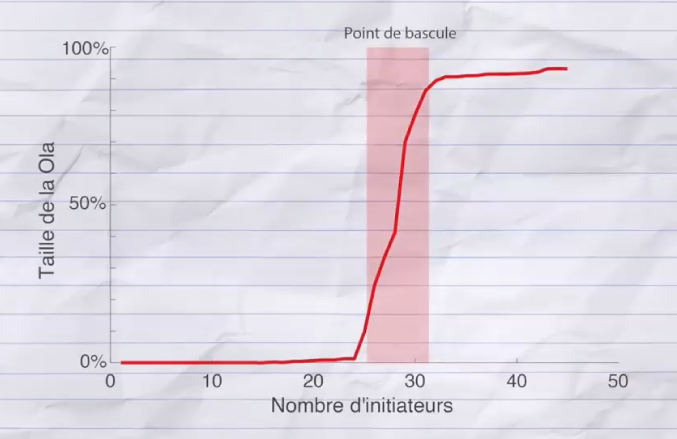 Point de bascule
100%
50%
0%
Taille de la Ola
0 10 20 30 40 50
Nombre d'initiateurs